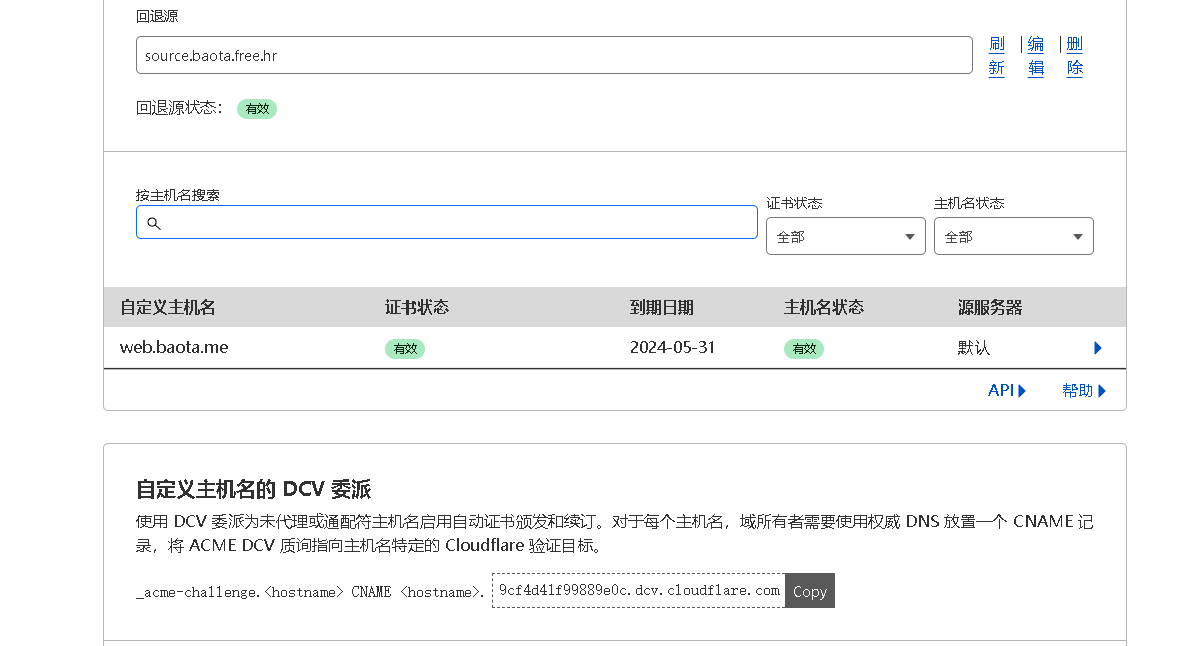 回退源
source.baota.free.hr
刷新 | 编辑 | 删除
回退源状态： 有效
按主机名搜索
证书状态 主机名状态
全部 全部
自定义主机名 证书状态 到期日期 主机名状态 源服务器
web.baota.me 有效 2024-05-31 有效 默认
API 帮助
自定义主机名的 DCV 委派
使用 DCV 委派为未代理或通配符主机名启用自动证书颁发和续订。对于每个主机名，域所有者需要使用权威 DNS 放置一个 CNAME 记
录，将 ACME DCV 质询指向主机名特定的 Cloudflare 验证目标。
_acme-challenge.<hostname> CNAME <hostname>. 9cf4d41f99889e0c.dcv.cloudflare.com Copy